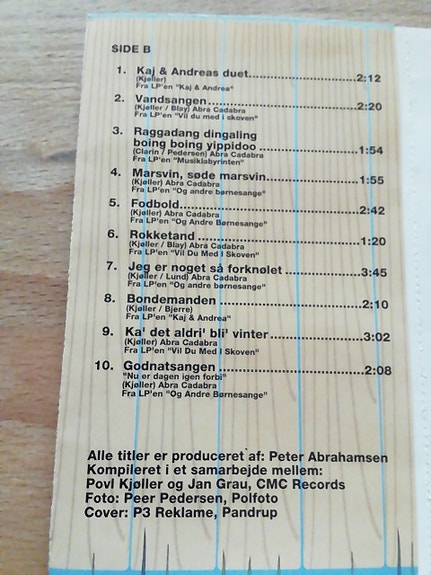 SIDE B
1. Kaj & Andreas duet..............................2:12
(Kjøller)
Fra LP'en "Kaj & Andrea"
2. Vandsangen..............................2:20
(Kjøller / Blay) Abra Cadabra
Fra LP'en "Vil du med i skoven"
3. Raggadang dingaling
boing boing yippidoo..............................1:54
(Clarin / Pedersen) Abra Cadabra
Fra LP'en "Musiklabyrinten"
4. Marsvin, søde marsvin..............................1:55
(Kjøller) Abra Cadabra
Fra LP'en "Og andre børnesange"
5. Fodbold..............................2:42
(Kjøller) Abra Cadabra
Fra LP'en "Og Andre Børnesange"
6. Rokketand..............................1:20
(Kjøller / Blay) Abra Cadabra
Fra LP'en "Vil Du Med I Skoven"
7. Jeg er noget så forknølet..............................3:45
(Kjøller / Lund) Abra Cadabra
Fra LP'en "Og andre børnesange"
8. Bondemanden..............................2:10
(Kjøller / Bjerre)
Fra LP'en "Kaj & Andrea"
9. Ka' det aldri' bli' vinter..............................3:02
(Kjøller) Abra Cadabra
Fra LP'en "Vil Du Med I Skoven"
10. Godnatsangen..............................2:08
"Nu er dagen igen forbi"
(Kjøller) Abra Cadabra
Fra LP'en "Og Andre Børnesange"
Alle titler er produceret af: Peter Abrahamsen
Kompileret i et samarbejde mellem:
Povl Kjøller og Jan Grau, CMC Records
Foto: Peer Pedersen, Polfoto
Cover: P3 Reklame, Pandrup